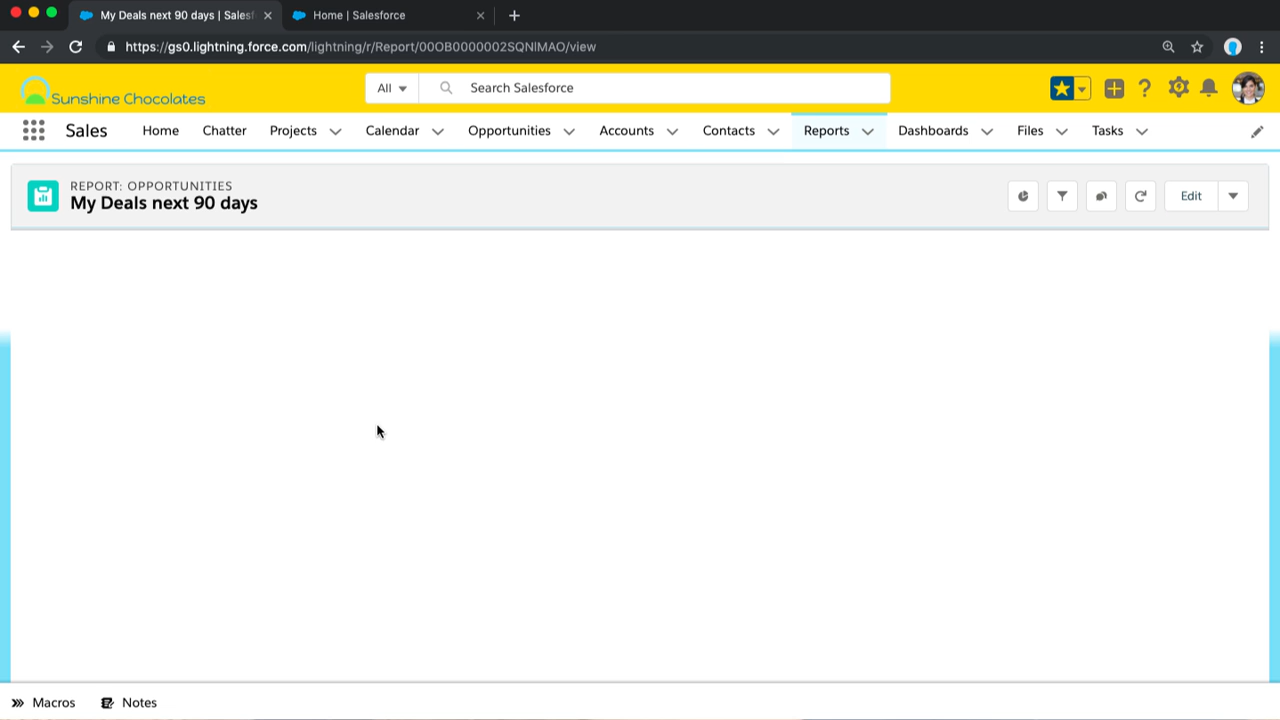 My Deals next 90 days | Salesf
Home | Salesforce
https://gs0.lightning.force.com/lightning/r/Report/00OB0000002SQNlMAO/view
Sunshine Chocolates
All
Search Salesforce
Sales
Home
Chatter
Projects
Calendar
Opportunities
Accounts
Contacts
Reports
Dashboards
Files
Tasks
REPORT: OPPORTUNITIES
My Deals next 90 days
Edit
Macros
Notes